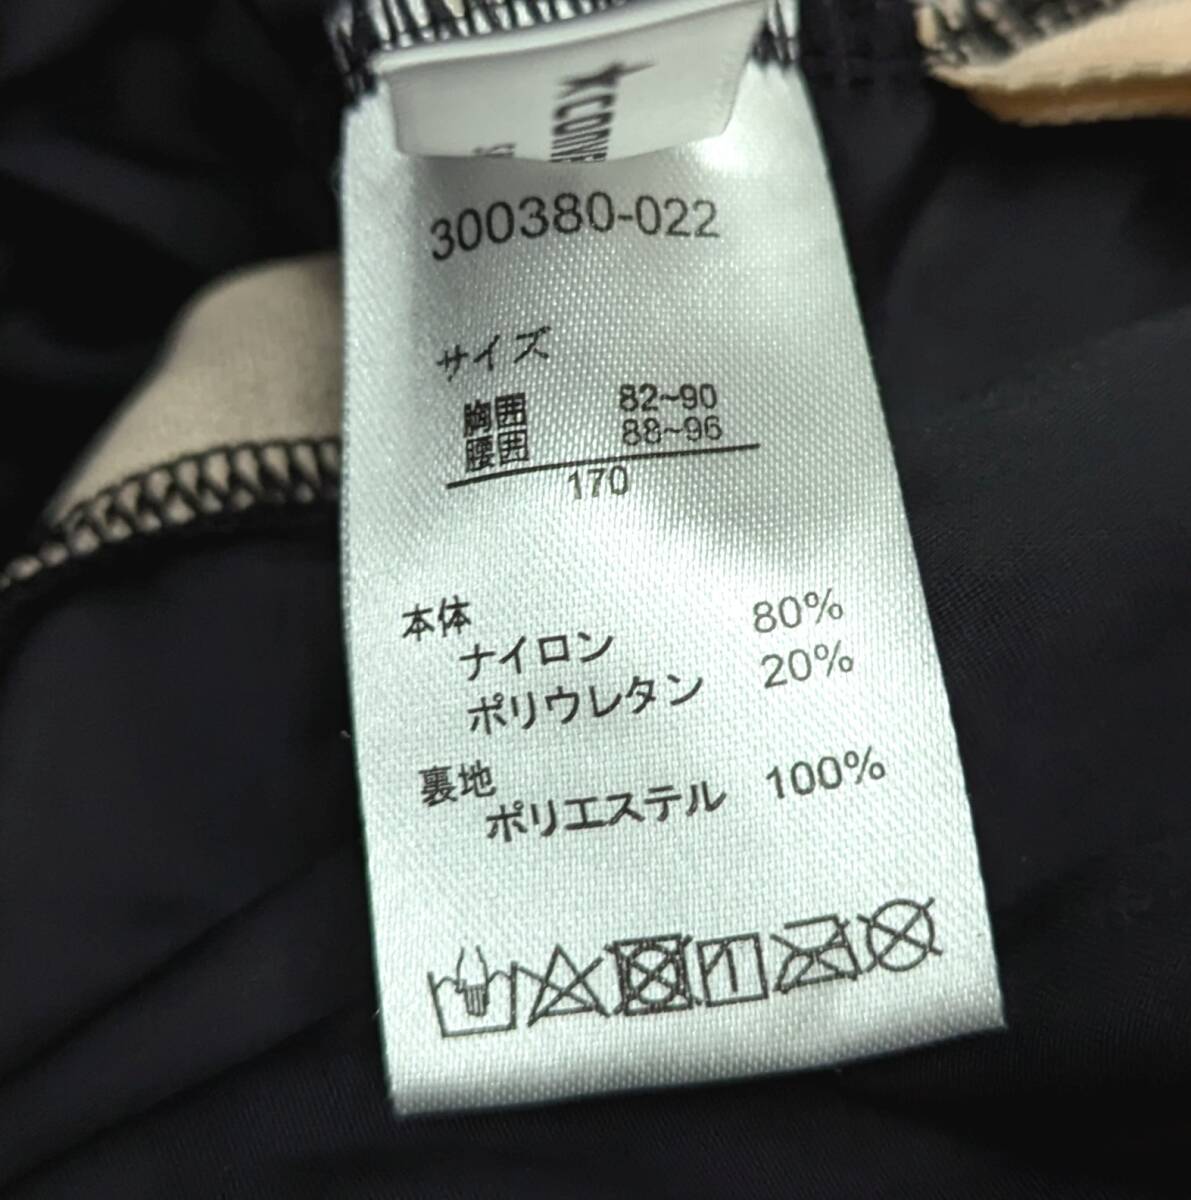 300380-022
サイズ
胸囲 82~90
腰囲 88~96
170
本体
ナイロン 80%
ポリウレタン 20%
裏地
ポリエステル 100%